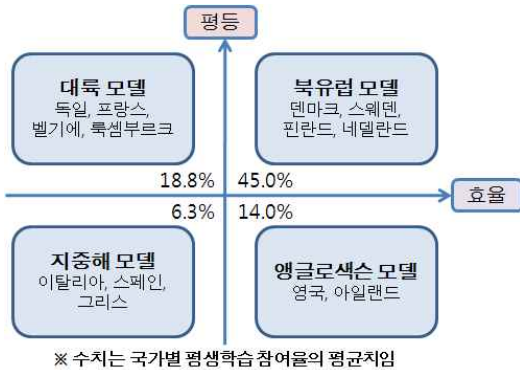 평등
대륙 모델
독일, 프랑스,
벨기에, 룩셈부르크
북유럽 모델
덴마크, 스웨덴,
핀란드, 네델란드
18.8%
45.0%
효율
6.3%
14.0%
지중해 모델
이탈리아, 스페인,
그리스
앵글로색슨 모델
영국, 아일랜드
※ 수치는 국가별 평생학습 참여율의 평균치임